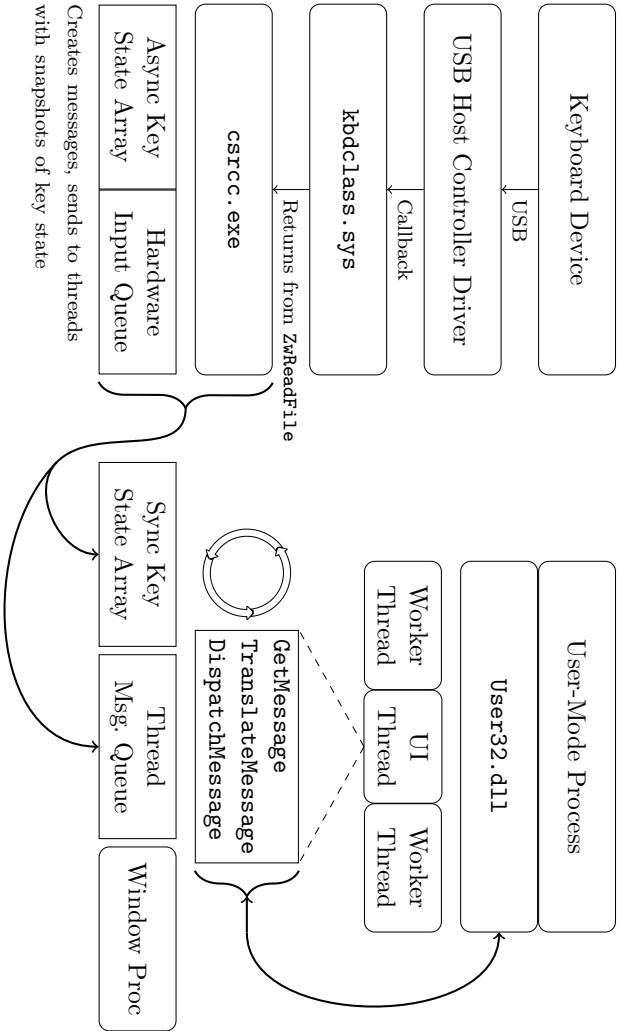 Keyboard Device
USB
USB Host Controller Driver
Callback
kbdclass.sys
Returns from ZwReadFile
csrcc.exe
Async Key
State Array
Hardware
Input Queue
Creates messages, sends to threads
with snapshots of key state
User-Mode Process
User32.dll
Worker
Thread
UI
Thread
Worker
Thread
GetMessage
TranslateMessage
DispatchMessage
Sync Key
State Array
Thread
Msg. Queue
Window Proc